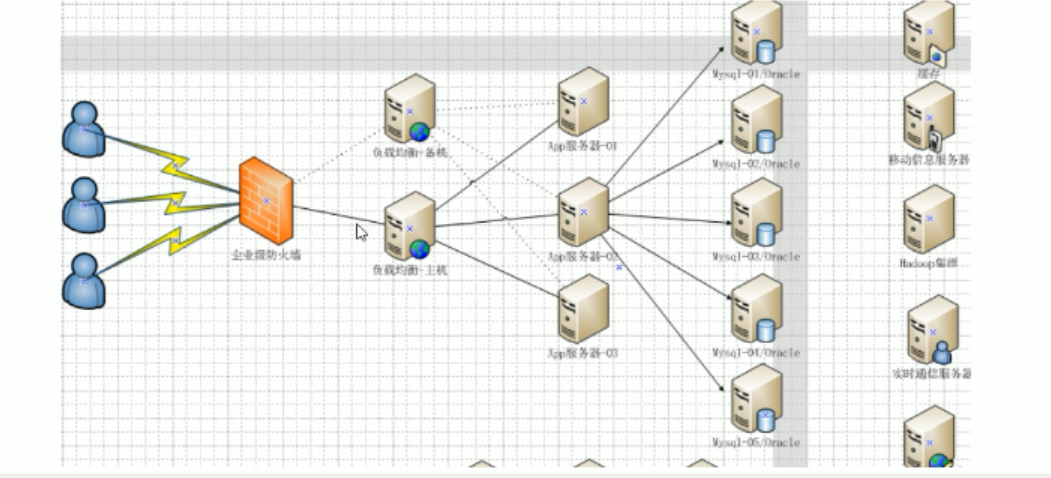 Mysql-01/Oracle
缓存
负载均衡-备机
App服务器-01
Mysql-02/Oracle
移动信息服务器
企业级防火墙
负载均衡-主机
App服务器-02
Mysql-03/Oracle
Hadoop集群
App服务器-03
Mysql-04/Oracle
实时通信服务器
Mysql-05/Oracle